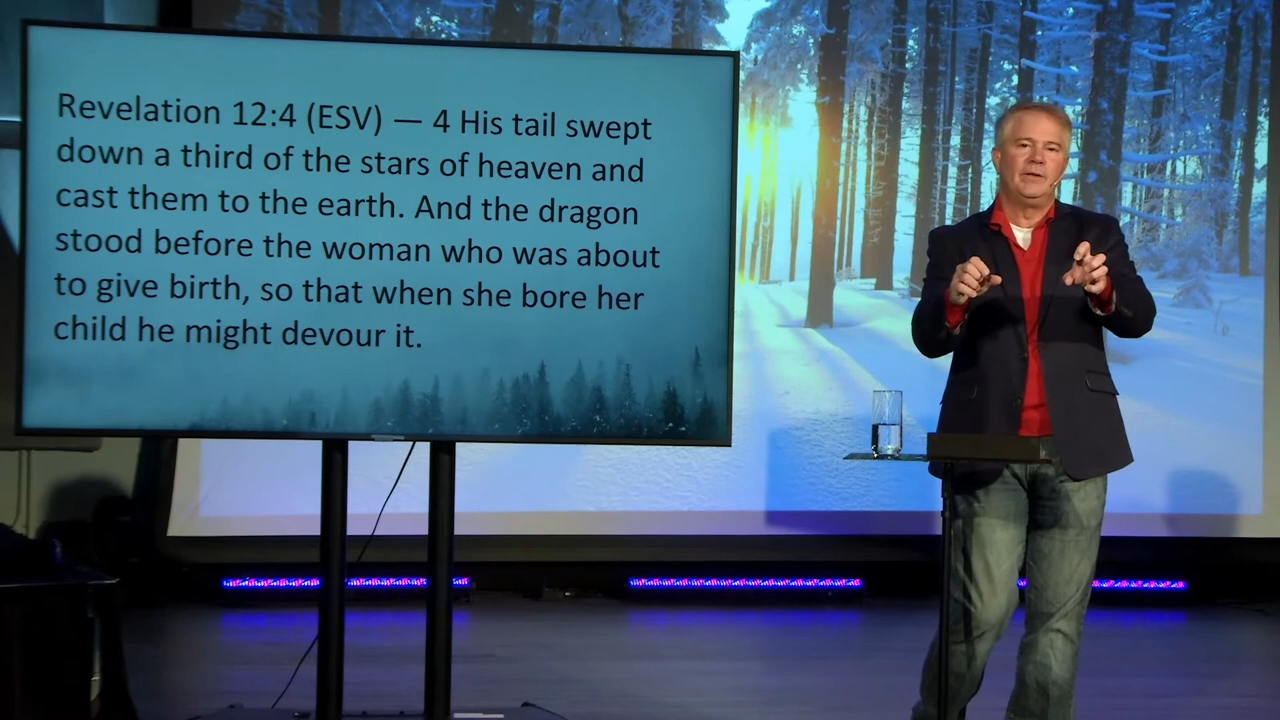 Revelation 12:4 (ESV) — 4 His tail swept
down a third of the stars of heaven and
cast them to the earth. And the dragon
stood before the woman who was about
to give birth, so that when she bore her
child he might devour it.